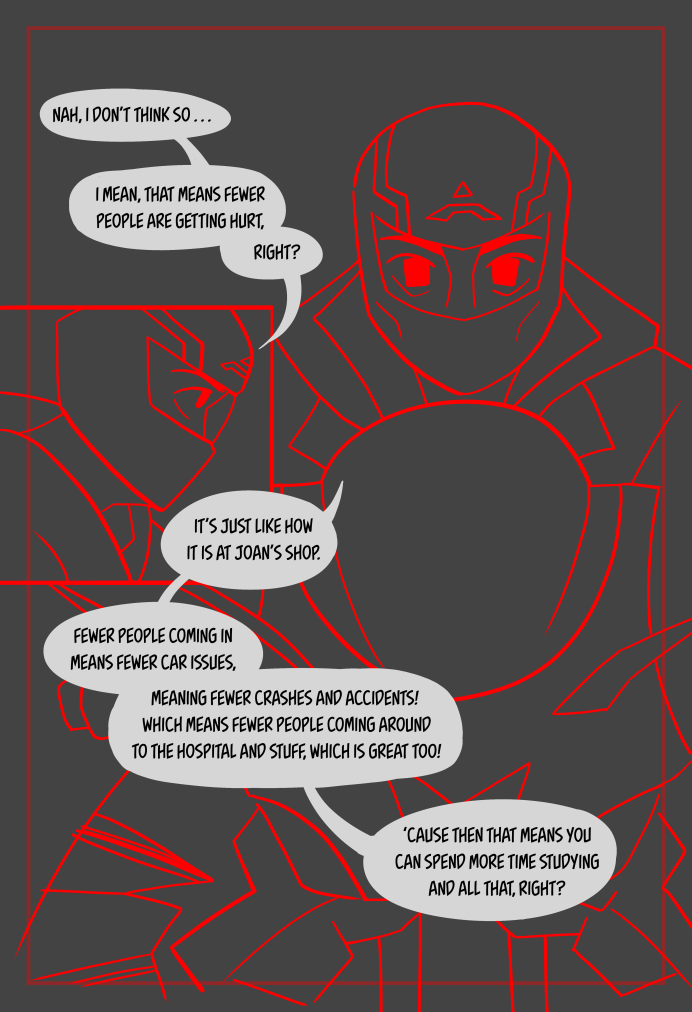 NAH, I DON'T THINK SO . . .
I MEAN, THAT MEANS FEWER
PEOPLE ARE GETTING HURT,
RIGHT?
IT'S JUST LIKE HOW
IT IS AT JOAN'S SHOP.
FEWER PEOPLE COMING IN
MEANS FEWER CAR ISSUES,
MEANING FEWER CRASHES AND ACCIDENTS!
WHICH MEANS FEWER PEOPLE COMING AROUND
TO THE HOSPITAL AND STUFF, WHICH IS GREAT TOO!
'CAUSE THEN THAT MEANS YOU
CAN SPEND MORE TIME STUDYING
AND ALL THAT, RIGHT?